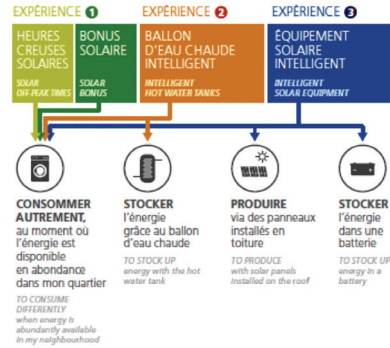 EXPÉRIENCE 1
EXPÉRIENCE 2
EXPÉRIENCE 3
HEURES
CREUSES
SOLAIRES
SOLAR
OFF-PEAK TIMES
BONUS
SOLAIRE
SOLAR
BONUS
BALLON
D'EAU CHAUDE
INTELLIGENT
INTELLIGENT
HOT WATER TANKS
ÉQUIPEMENT
SOLAIRE
INTELLIGENT
INTELLIGENT
SOLAR EQUIPMENT
CONSOMMER
AUTREMENT,
au moment où
l'énergie est
disponible
en abondance
dans mon quartier
TO CONSUME
DIFFERENTLY
when energy is
abundantly available
in my neighbourhood
STOCKER
l'énergie
grâce au ballon
d'eau chaude
TO STOCK UP
energy with the hot
water tank
PRODUIRE
via des panneaux
installés en
toiture
TO PRODUCE
with solar panels
installed on the roof
STOCKER
l'énergie
dans une
batterie
TO STOCK UP
energy in a
battery